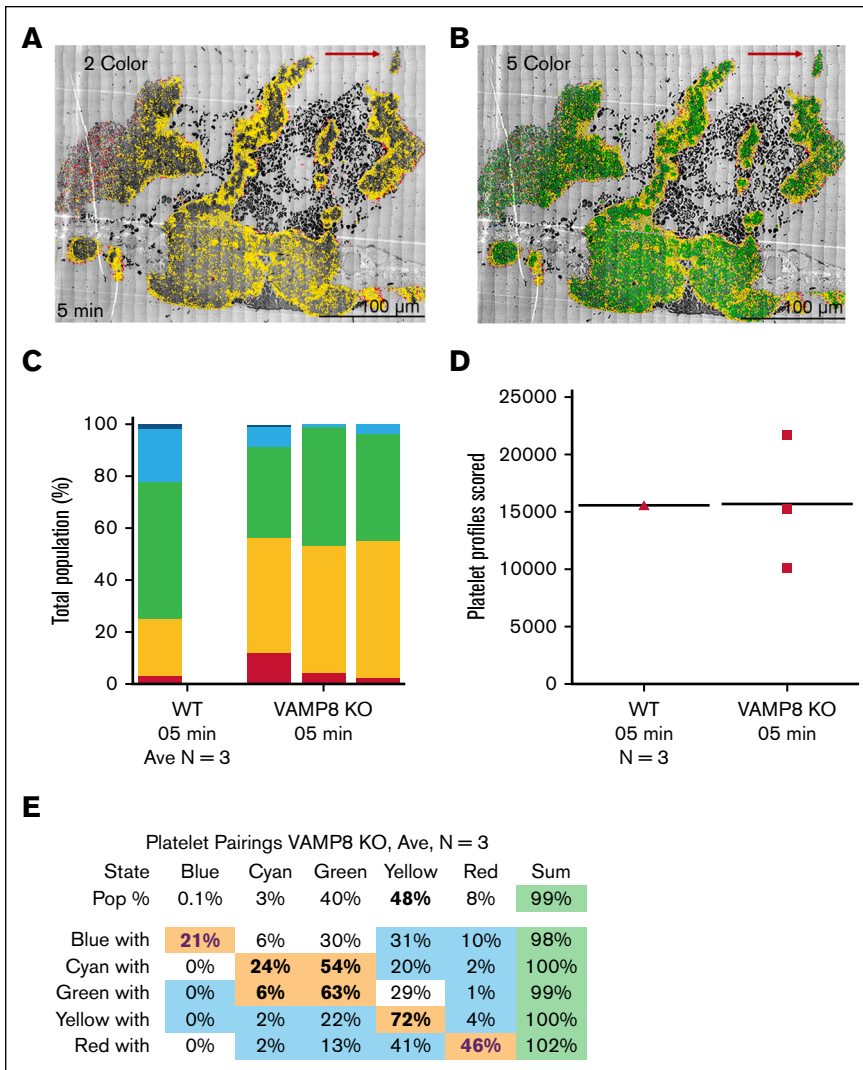 A
2 Color
5 min
100 µm
B
5 Color
100 µm
C
Total population (%)
100
80
60
40
20
0
WT
05 min
Ave N = 3
VAMP8 KO
05 min
D
Platelet profiles scored
25000
20000
15000
10000
5000
0
WT
05 min
N = 3
VAMP8 KO
05 min
E
Platelet Pairings VAMP8 KO, Ave, N = 3
State Blue Cyan Green Yellow Red Sum
Pop % 0.1% 3% 40% 48% 8% 99%
Blue with 21% 6% 30% 31% 10% 98%
Cyan with 0% 24% 54% 20% 2% 100%
Green with 0% 6% 63% 29% 1% 99%
Yellow with 0% 2% 22% 72% 4% 100%
Red with 0% 2% 13% 41% 46% 102%